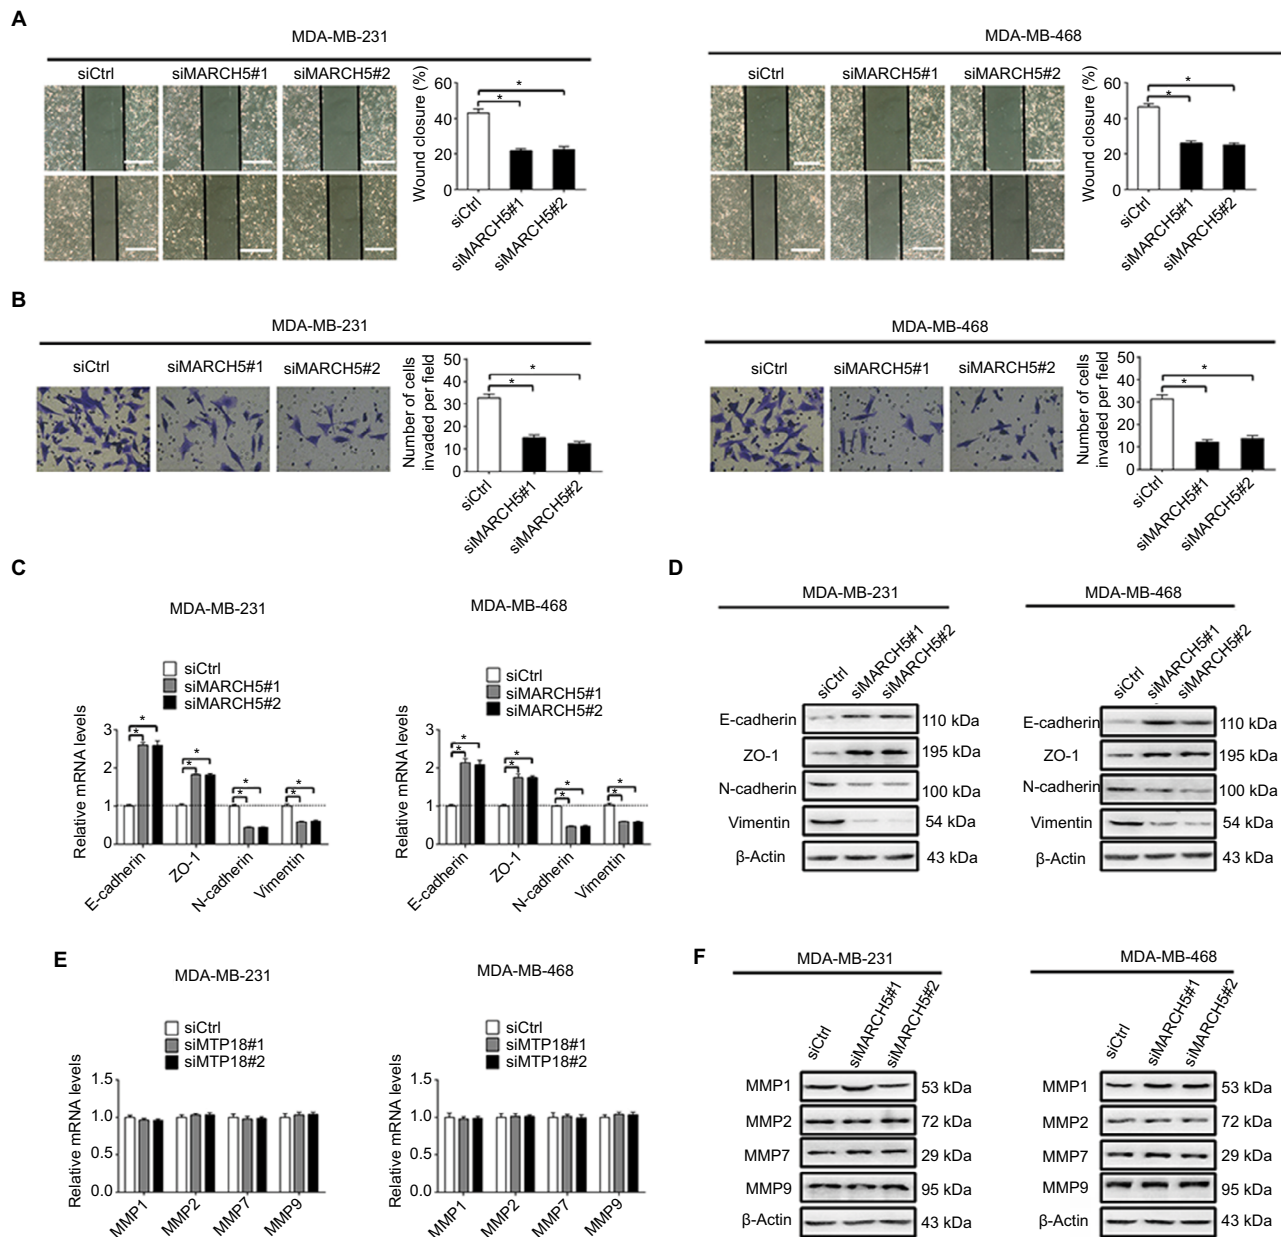 A
MDA-MB-231
MDA-MB-468
siCtrl
siMARCH5#1
siMARCH5#2
Wound closure (%)
60
40
20
0
*
*
siCtrl
siMARCH5#1
siMARCH5#2
siCtrl
siMARCH5#1
siMARCH5#2
Wound closure (%)
60
40
20
0
*
*
siCtrl
siMARCH5#1
siMARCH5#2
B
MDA-MB-231
MDA-MB-468
siCtrl
siMARCH5#1
siMARCH5#2
Number of cells
invaded per field
50
40
30
20
10
0
*
*
siCtrl
siMARCH5#1
siMARCH5#2
siCtrl
siMARCH5#1
siMARCH5#2
Number of cells
invaded per field
50
40
30
20
10
0
*
*
siCtrl
siMARCH5#1
siMARCH5#2
C
MDA-MB-231
siCtrl
siMARCH5#1
siMARCH5#2
Relative mRNA levels
3
2
1
0
*
*
*
*
*
*
*
*
E-cadherin
ZO-1
N-cadherin
Vimentin
MDA-MB-468
siCtrl
siMARCH5#1
siMARCH5#2
Relative mRNA levels
3
2
1
0
*
*
*
*
*
*
*
*
E-cadherin
ZO-1
N-cadherin
Vimentin
D
MDA-MB-231
siCtrl
siMARCH5#1
siMARCH5#2
E-cadherin 110 kDa
ZO-1 195 kDa
N-cadherin 100 kDa
Vimentin 54 kDa
β-Actin 43 kDa
MDA-MB-468
siCtrl
siMARCH5#1
siMARCH5#2
E-cadherin 110 kDa
ZO-1 195 kDa
N-cadherin 100 kDa
Vimentin 54 kDa
β-Actin 43 kDa
E
MDA-MB-231
siCtrl
siMTP18#1
siMTP18#2
Relative mRNA levels
1.5
1.0
0.5
0.0
MMP1
MMP2
MMP7
MMP9
MDA-MB-468
siCtrl
siMTP18#1
siMTP18#2
Relative mRNA levels
1.5
1.0
0.5
0.0
MMP1
MMP2
MMP7
MMP9
F
MDA-MB-231
siCtrl
siMARCH5#1
siMARCH5#2
MMP1 53 kDa
MMP2 72 kDa
MMP7 29 kDa
MMP9 95 kDa
β-Actin 43 kDa
MDA-MB-468
siCtrl
siMARCH5#1
siMARCH5#2
MMP1 53 kDa
MMP2 72 kDa
MMP7 29 kDa
MMP9 95 kDa
β-Actin 43 kDa